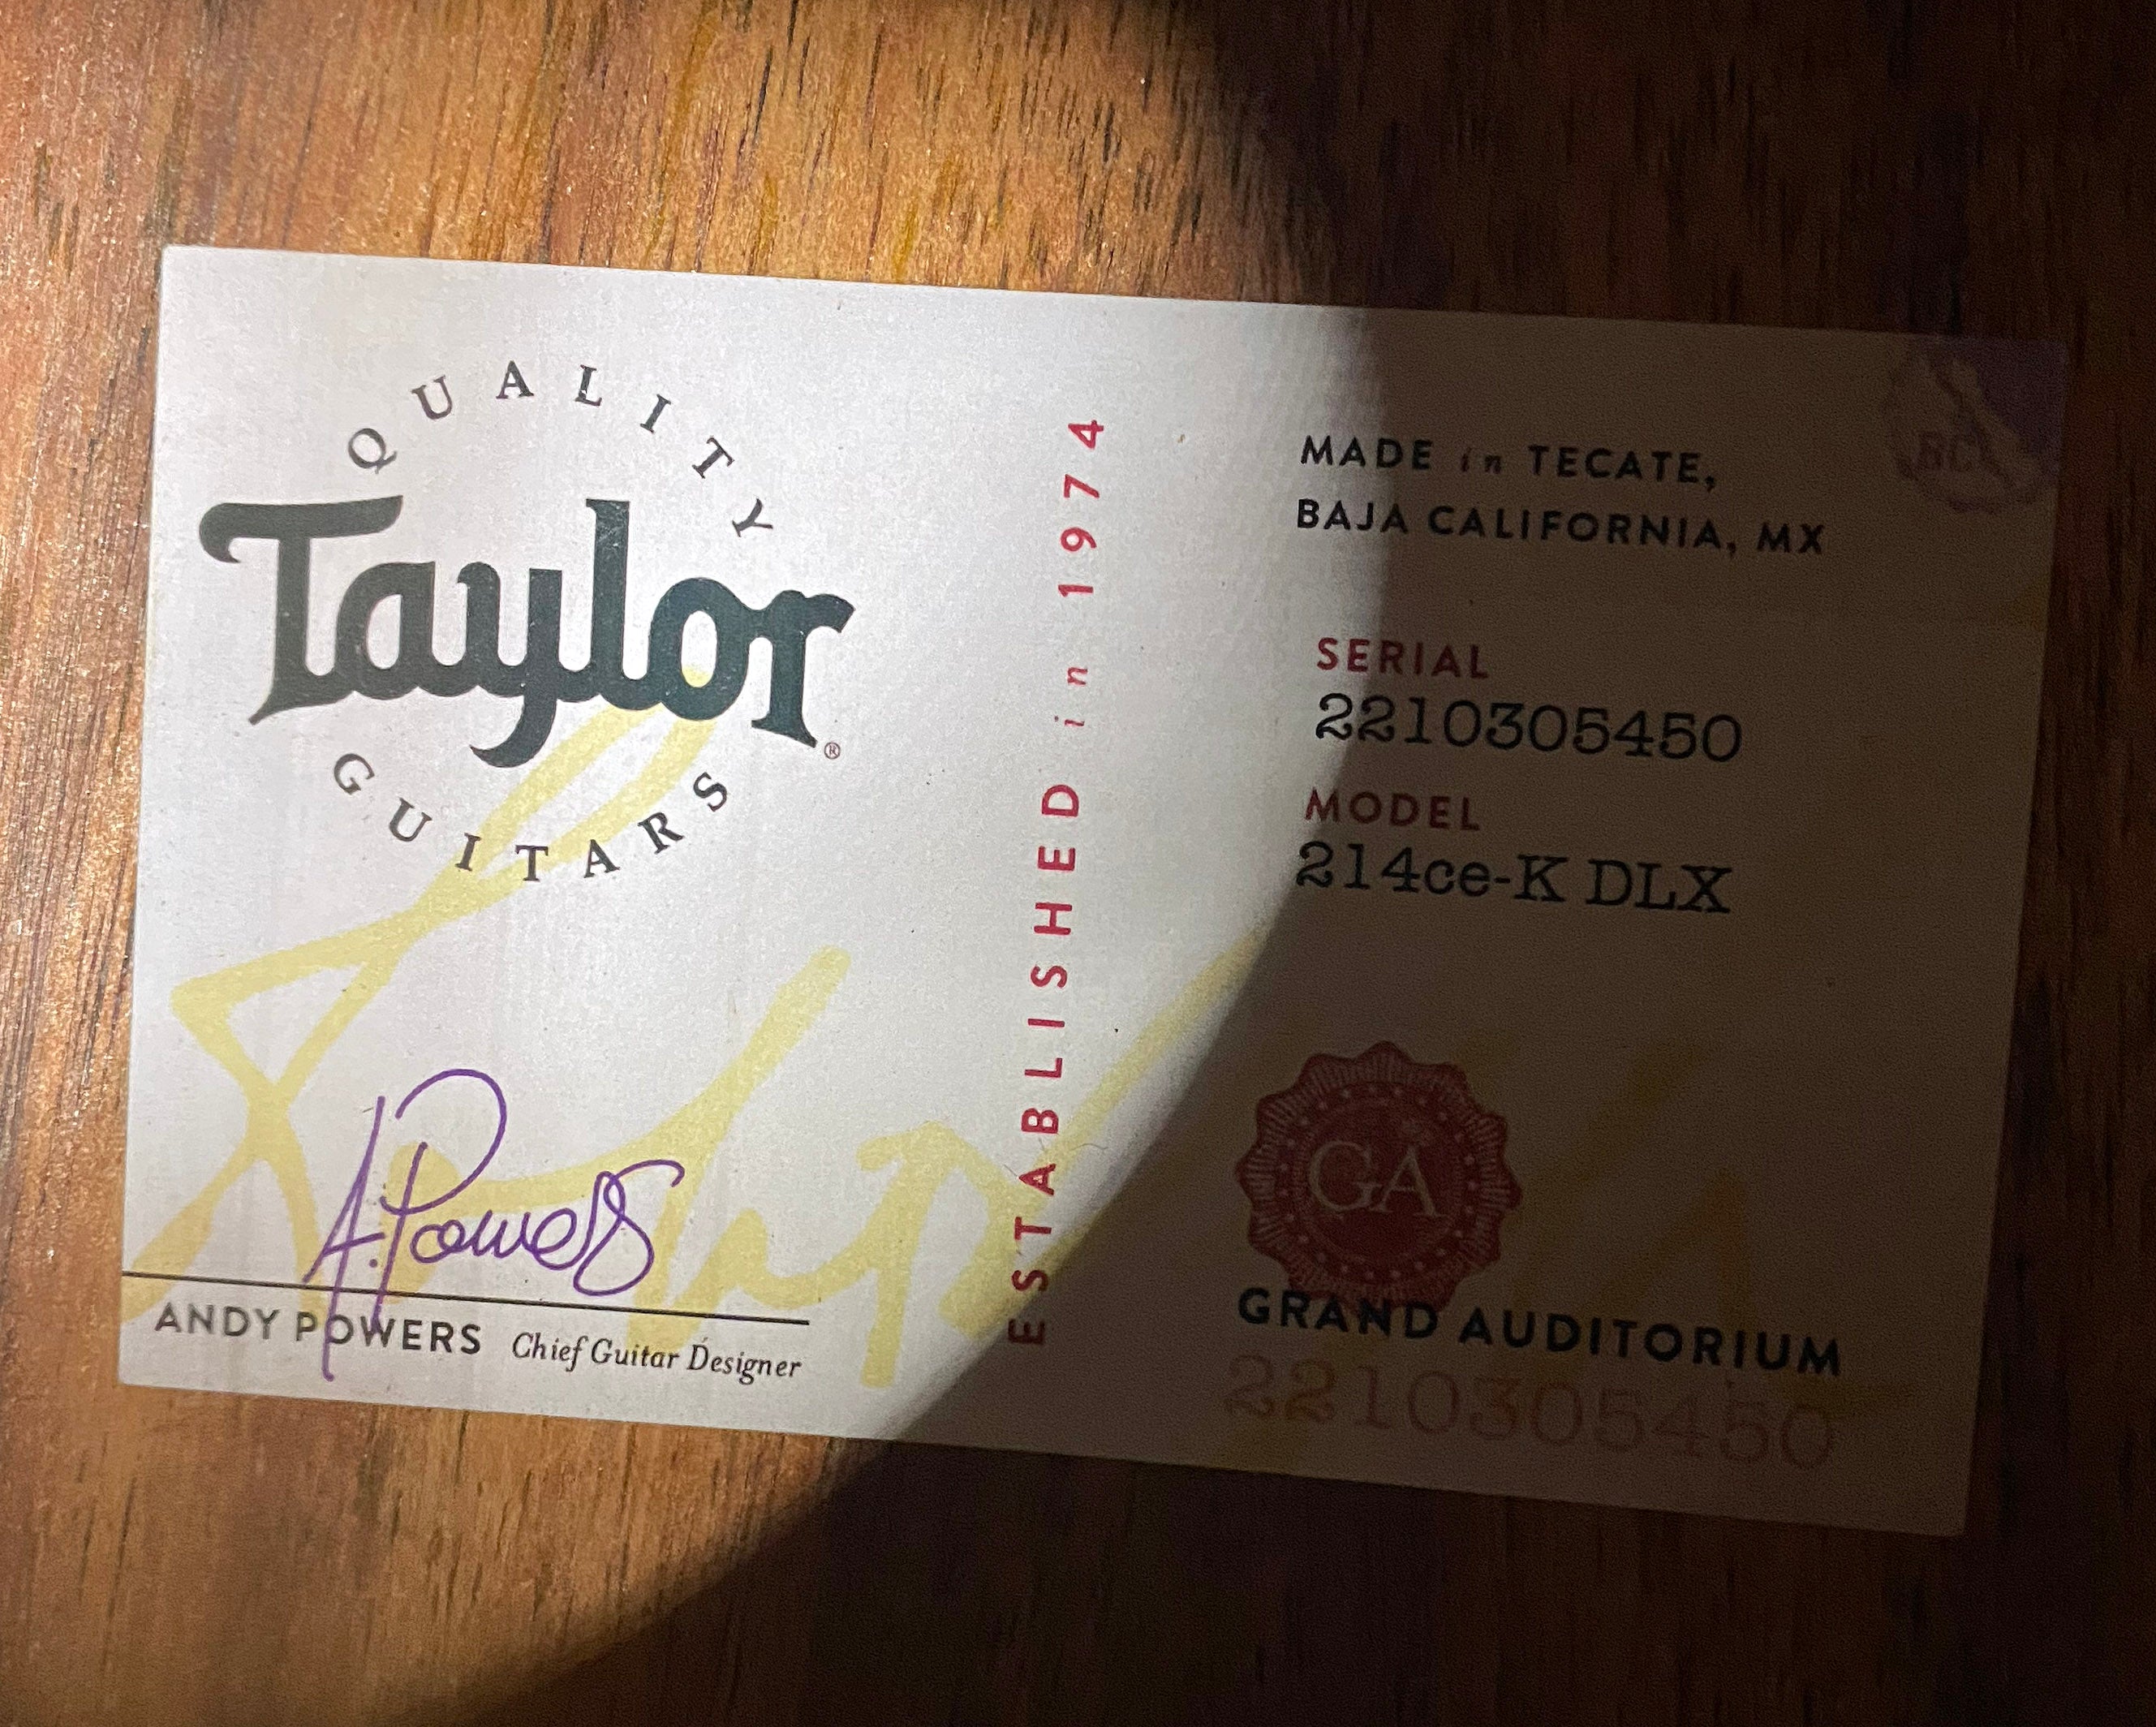 QUALITY
Taylor®
GUITARS
A. Powers
ANDY POWERS Chief Guitar Designer
ESTABLISHED in 1974
MADE in TECATE,
BAJA CALIFORNIA, MX
SERIAL
2210305450
MODEL
214ce-K DLX
GA
GRAND AUDITORIUM
2210305450